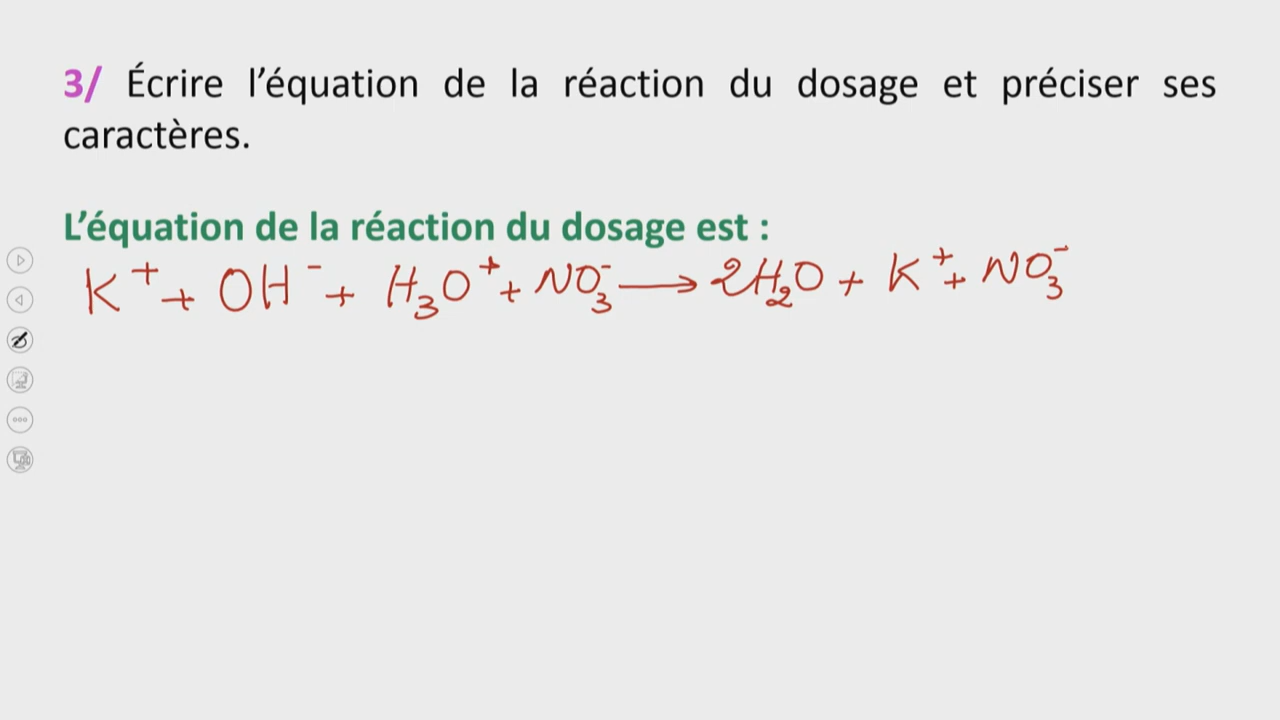 3/ Écrire l’équation de la réaction du dosage et préciser ses
caractères.
L’équation de la réaction du dosage est :
K⁺ + OH⁻ + H₃O⁺ + NO₃⁻ → 2H₂O + K⁺ + NO₃⁻